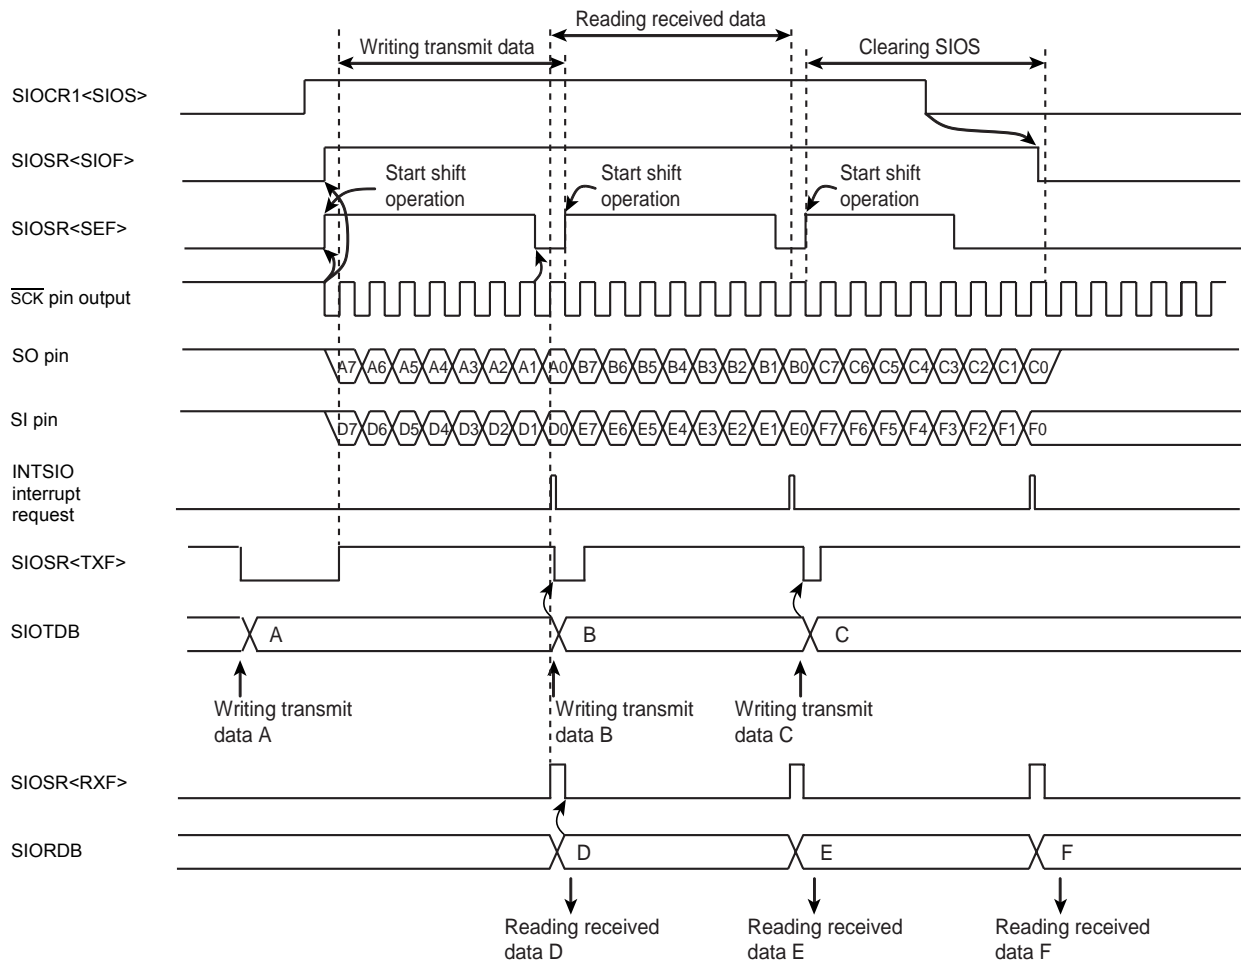 Reading received data
Writing transmit data
Clearing SIOS
SIOCR1<SIOS>
SIOSR<SIOF>
Start shift
operation
Start shift
operation
Start shift
operation
SIOSR<SEF>
SCK pin output
SO pin
A7 A6 A5 A4 A3 A2 A1 A0 B7 B6 B5 B4 B3 B2 B1 B0 C7 C6 C5 C4 C3 C2 C1 C0
SI pin
D7 D6 D5 D4 D3 D2 D1 D0 E7 E6 E5 E4 E3 E2 E1 E0 F7 F6 F5 F4 F3 F2 F1 F0
INTSIO
interrupt
request
SIOSR<TXF>
SIOTDB
A B C
Writing transmit
data A
Writing transmit
data B
Writing transmit
data C
SIOSR<RXF>
SIORDB
D E F
Reading received
data D
Reading received
data E
Reading received
data F